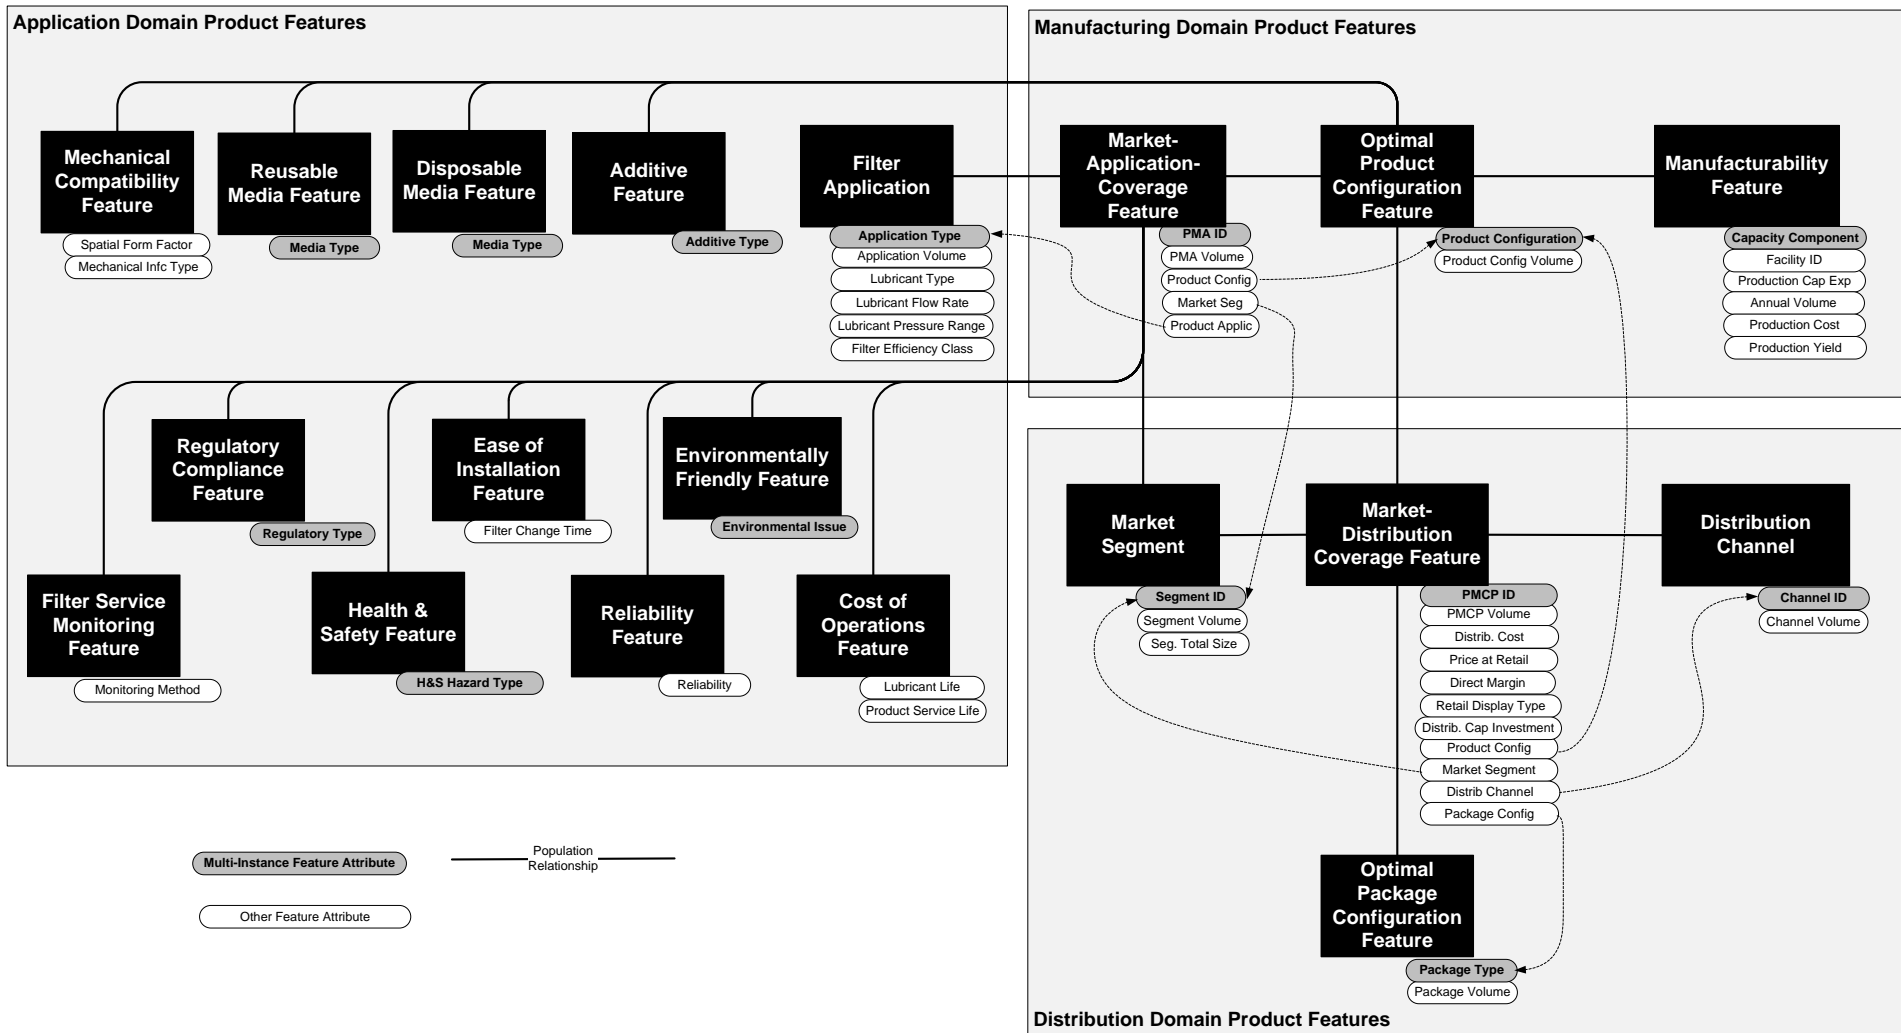 Application Domain Product Features
Mechanical
Compatibility
Feature
Spatial Form Factor
Mechanical Infc Type
Reusable
Media Feature
Media Type
Disposable
Media Feature
Media Type
Additive
Feature
Additive Type
Filter
Application
Application Type
Application Volume
Lubricant Type
Lubricant Flow Rate
Lubricant Pressure Range
Filter Efficiency Class
Regulatory
Compliance
Feature
Regulatory Type
Ease of
Installation
Feature
Filter Change Time
Environmentally
Friendly Feature
Environmental Issue
Filter Service
Monitoring
Feature
Monitoring Method
Health &
Safety Feature
H&S Hazard Type
Reliability
Feature
Reliability
Cost of
Operations
Feature
Lubricant Life
Product Service Life
Manufacturing Domain Product Features
Market-
Application-
Coverage
Feature
PMA ID
PMA Volume
Product Config
Market Seg
Product Applic
Optimal
Product
Configuration
Feature
Product Configuration
Product Config Volume
Manufacturability
Feature
Capacity Component
Facility ID
Production Cap Exp
Annual Volume
Production Cost
Production Yield
Market
Segment
Segment ID
Segment Volume
Seg. Total Size
Market-
Distribution
Coverage Feature
PMCP ID
PMCP Volume
Distrib. Cost
Price at Retail
Direct Margin
Retail Display Type
Distrib. Cap Investment
Product Config
Market Segment
Distrib Channel
Package Config
Distribution
Channel
Channel ID
Channel Volume
Optimal
Package
Configuration
Feature
Package Type
Package Volume
Distribution Domain Product Features
Multi-Instance Feature Attribute
Population
Relationship
Other Feature Attribute